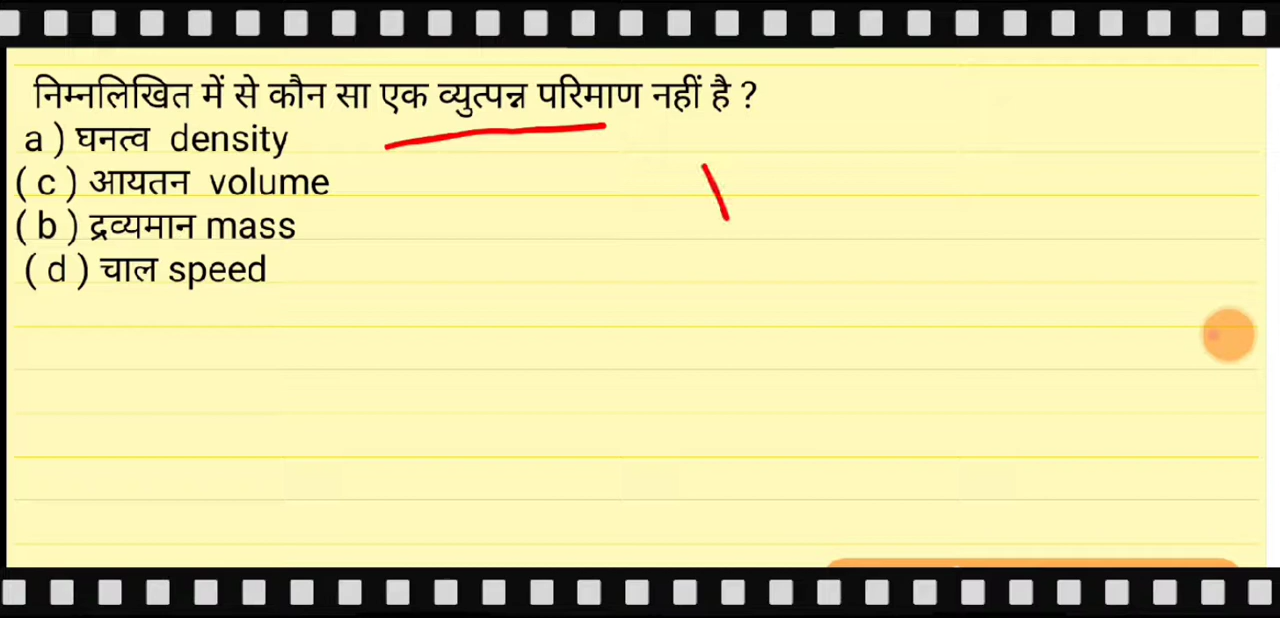 निम्नलिखित में से कौन सा एक व्युत्पन्न परिमाण नहीं है ?
a ) घनत्व density
( c ) आयतन volume
( b ) द्रव्यमान mass
( d ) चाल speed